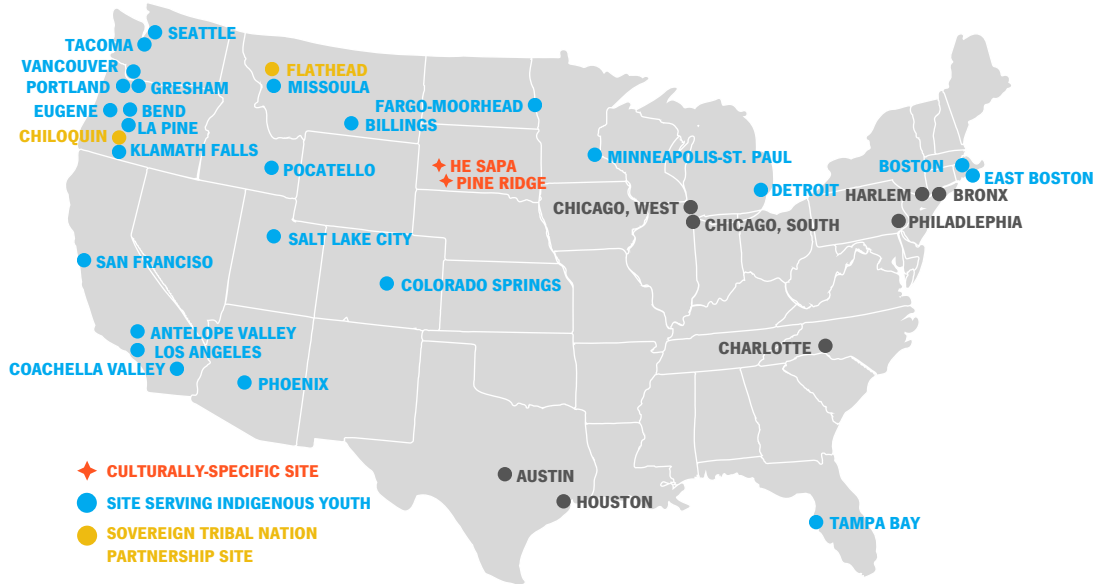 SEATTLE
TACOMA
VANCOUVER
PORTLAND
GRESHAM
EUGENE
BEND
LA PINE
CHILOQUIN
KLAMATH FALLS
FLATHEAD
MISSOULA
FARGO-MOORHEAD
BILLINGS
POCATELLO
HE SAPA
PINE RIDGE
MINNEAPOLIS-ST. PAUL
DETROIT
BOSTON
EAST BOSTON
HARLEM
BRONX
CHICAGO, WEST
CHICAGO, SOUTH
PHILADLEPHIA
SALT LAKE CITY
SAN FRANCISO
COLORADO SPRINGS
ANTELOPE VALLEY
LOS ANGELES
COACHELLA VALLEY
PHOENIX
CHARLOTTE
AUSTIN
HOUSTON
TAMPA BAY
CULTURALLY-SPECIFIC SITE
SITE SERVING INDIGENOUS YOUTH
SOVEREIGN TRIBAL NATION
PARTNERSHIP SITE